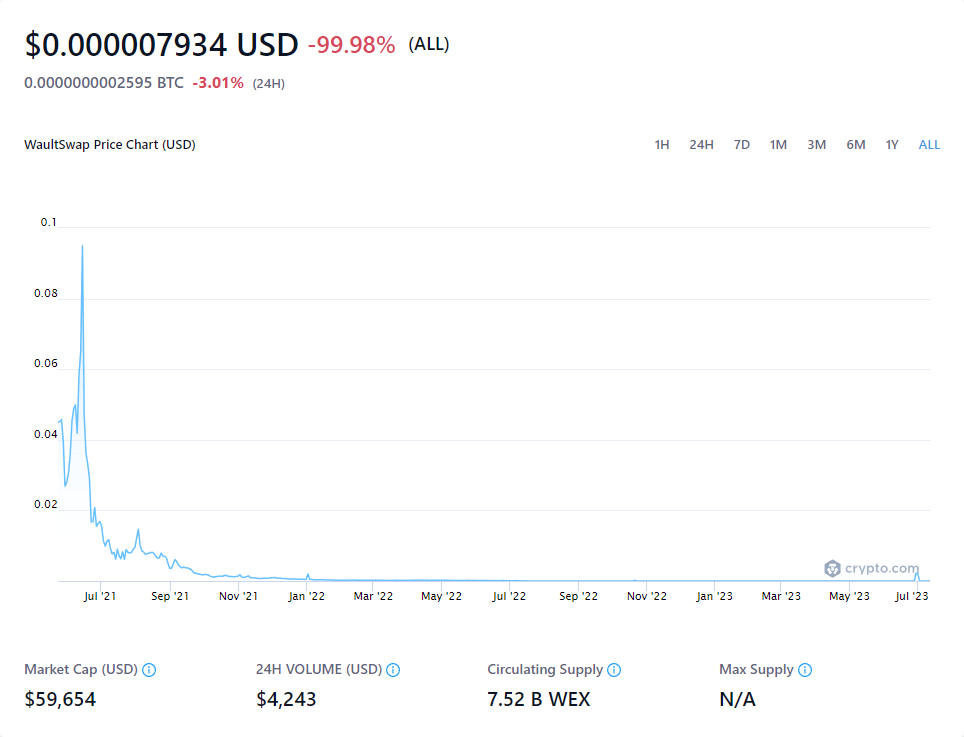 $0.000007934 USD -99.98% (ALL)
0.0000000002595 BTC -3.01% (24H)
WaultSwap Price Chart (USD) 1H 24H 7D 1M 3M 6M 1Y ALL
0.1
0.08
0.06
0.04
0.02
crypto.com
Jul '21 Sep '21 Nov '21 Jan '22 Mar '22 May '22 Jul '22 Sep '22 Nov '22 Jan '23 Mar '23 May '23 Jul '23
Market Cap (USD) 24H VOLUME (USD) Circulating Supply Max Supply
$59,654 $4,243 7.52 B WEX N/A